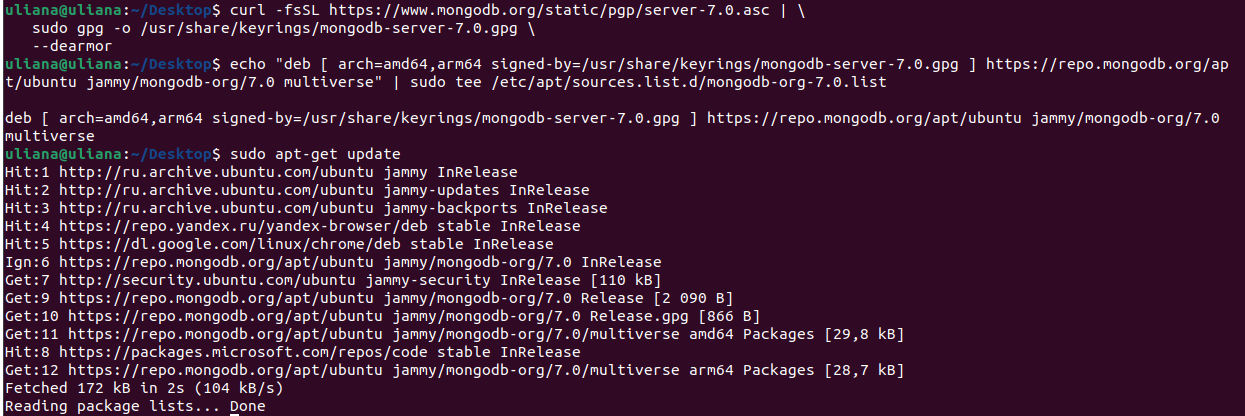 uliana@uliana:~/Desktop$ curl -fsSL https://www.mongodb.org/static/pgp/server-7.0.asc | \
   sudo gpg -o /usr/share/keyrings/mongodb-server-7.0.gpg \
   --dearmor
uliana@uliana:~/Desktop$ echo "deb [ arch=amd64,arm64 signed-by=/usr/share/keyrings/mongodb-server-7.0.gpg ] https://repo.mongodb.org/ap
t/ubuntu jammy/mongodb-org/7.0 multiverse" | sudo tee /etc/apt/sources.list.d/mongodb-org-7.0.list
deb [ arch=amd64,arm64 signed-by=/usr/share/keyrings/mongodb-server-7.0.gpg ] https://repo.mongodb.org/apt/ubuntu jammy/mongodb-org/7.0
multiverse
uliana@uliana:~/Desktop$ sudo apt-get update
Hit:1 http://ru.archive.ubuntu.com/ubuntu jammy InRelease
Hit:2 http://ru.archive.ubuntu.com/ubuntu jammy-updates InRelease
Hit:3 http://ru.archive.ubuntu.com/ubuntu jammy-backports InRelease
Hit:4 https://repo.yandex.ru/yandex-browser/deb stable InRelease
Hit:5 https://dl.google.com/linux/chrome/deb stable InRelease
Ign:6 https://repo.mongodb.org/apt/ubuntu jammy/mongodb-org/7.0 InRelease
Get:7 http://security.ubuntu.com/ubuntu jammy-security InRelease [110 kB]
Get:9 https://repo.mongodb.org/apt/ubuntu jammy/mongodb-org/7.0 Release [2 090 B]
Get:10 https://repo.mongodb.org/apt/ubuntu jammy/mongodb-org/7.0 Release.gpg [866 B]
Get:11 https://repo.mongodb.org/apt/ubuntu jammy/mongodb-org/7.0/multiverse amd64 Packages [29,8 kB]
Hit:8 https://packages.microsoft.com/repos/code stable InRelease
Get:12 https://repo.mongodb.org/apt/ubuntu jammy/mongodb-org/7.0/multiverse arm64 Packages [28,7 kB]
Fetched 172 kB in 2s (104 kB/s)
Reading package lists... Done